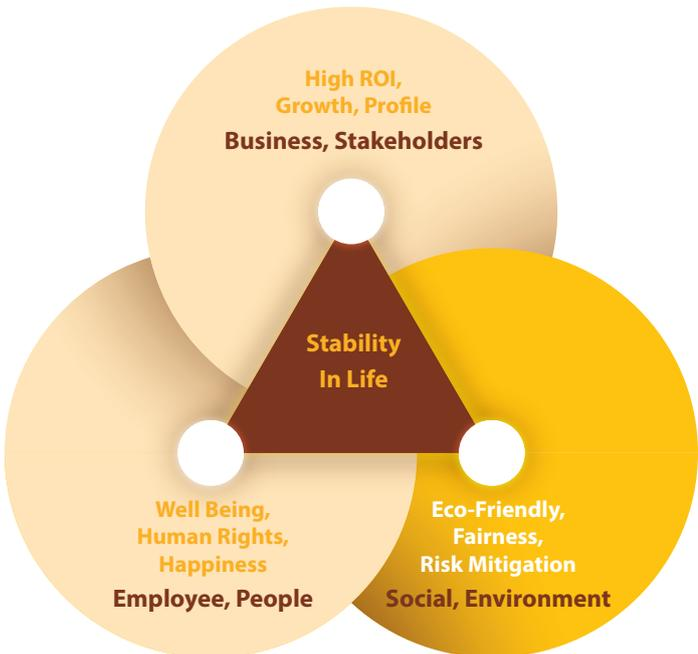 High ROI,
Growth, Profile
Business, Stakeholders
Stability
In Life
Well Being,
Human Rights,
Happiness
Employee, People
Eco-Friendly,
Fairness,
Risk Mitigation
Social, Environment